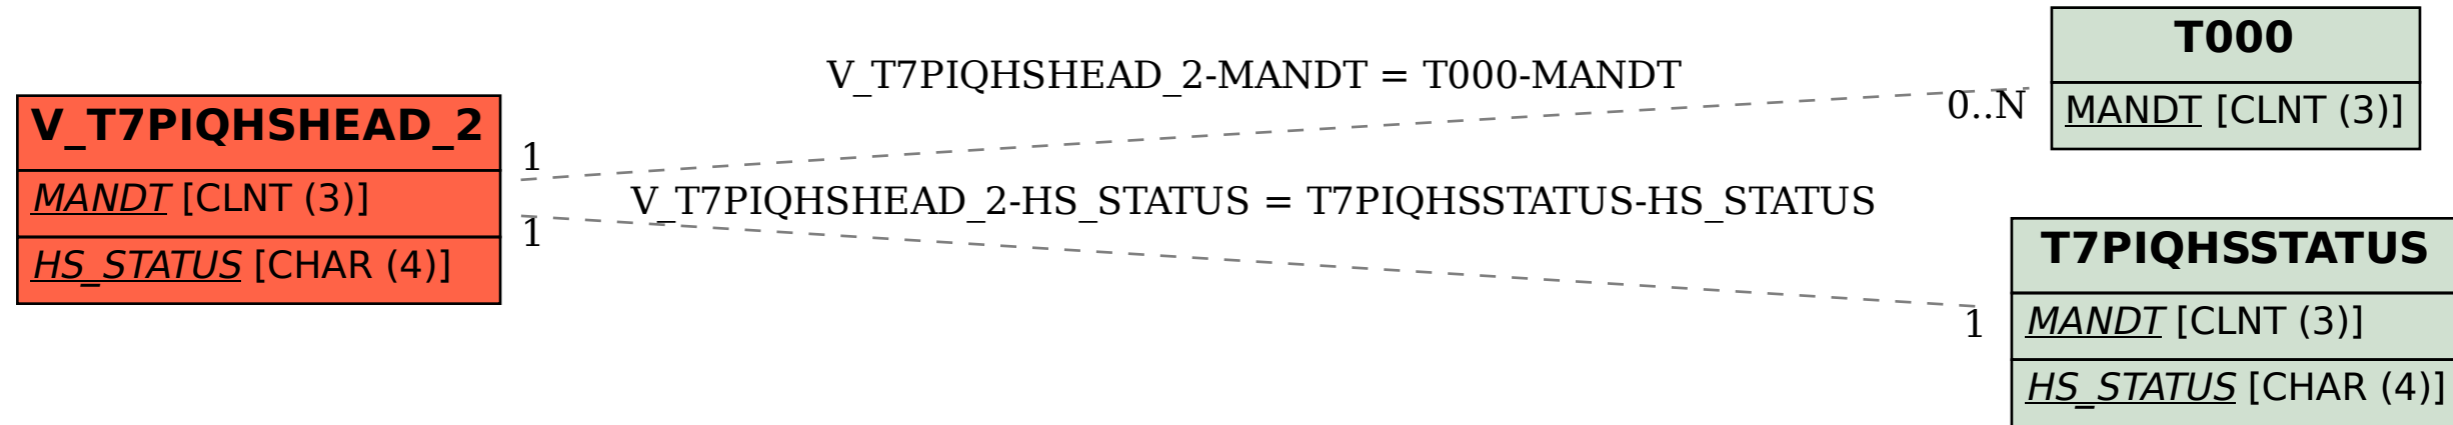 V_T7PIQHSHEAD_2
MANDT [CLNT (3)]
HS_STATUS [CHAR (4)]
V_T7PIQHSHEAD_2-MANDT = T000-MANDT
1
0..N
V_T7PIQHSHEAD_2-HS_STATUS = T7PIQHSSTATUS-HS_STATUS
1
1
T000
MANDT [CLNT (3)]
T7PIQHSSTATUS
MANDT [CLNT (3)]
HS_STATUS [CHAR (4)]